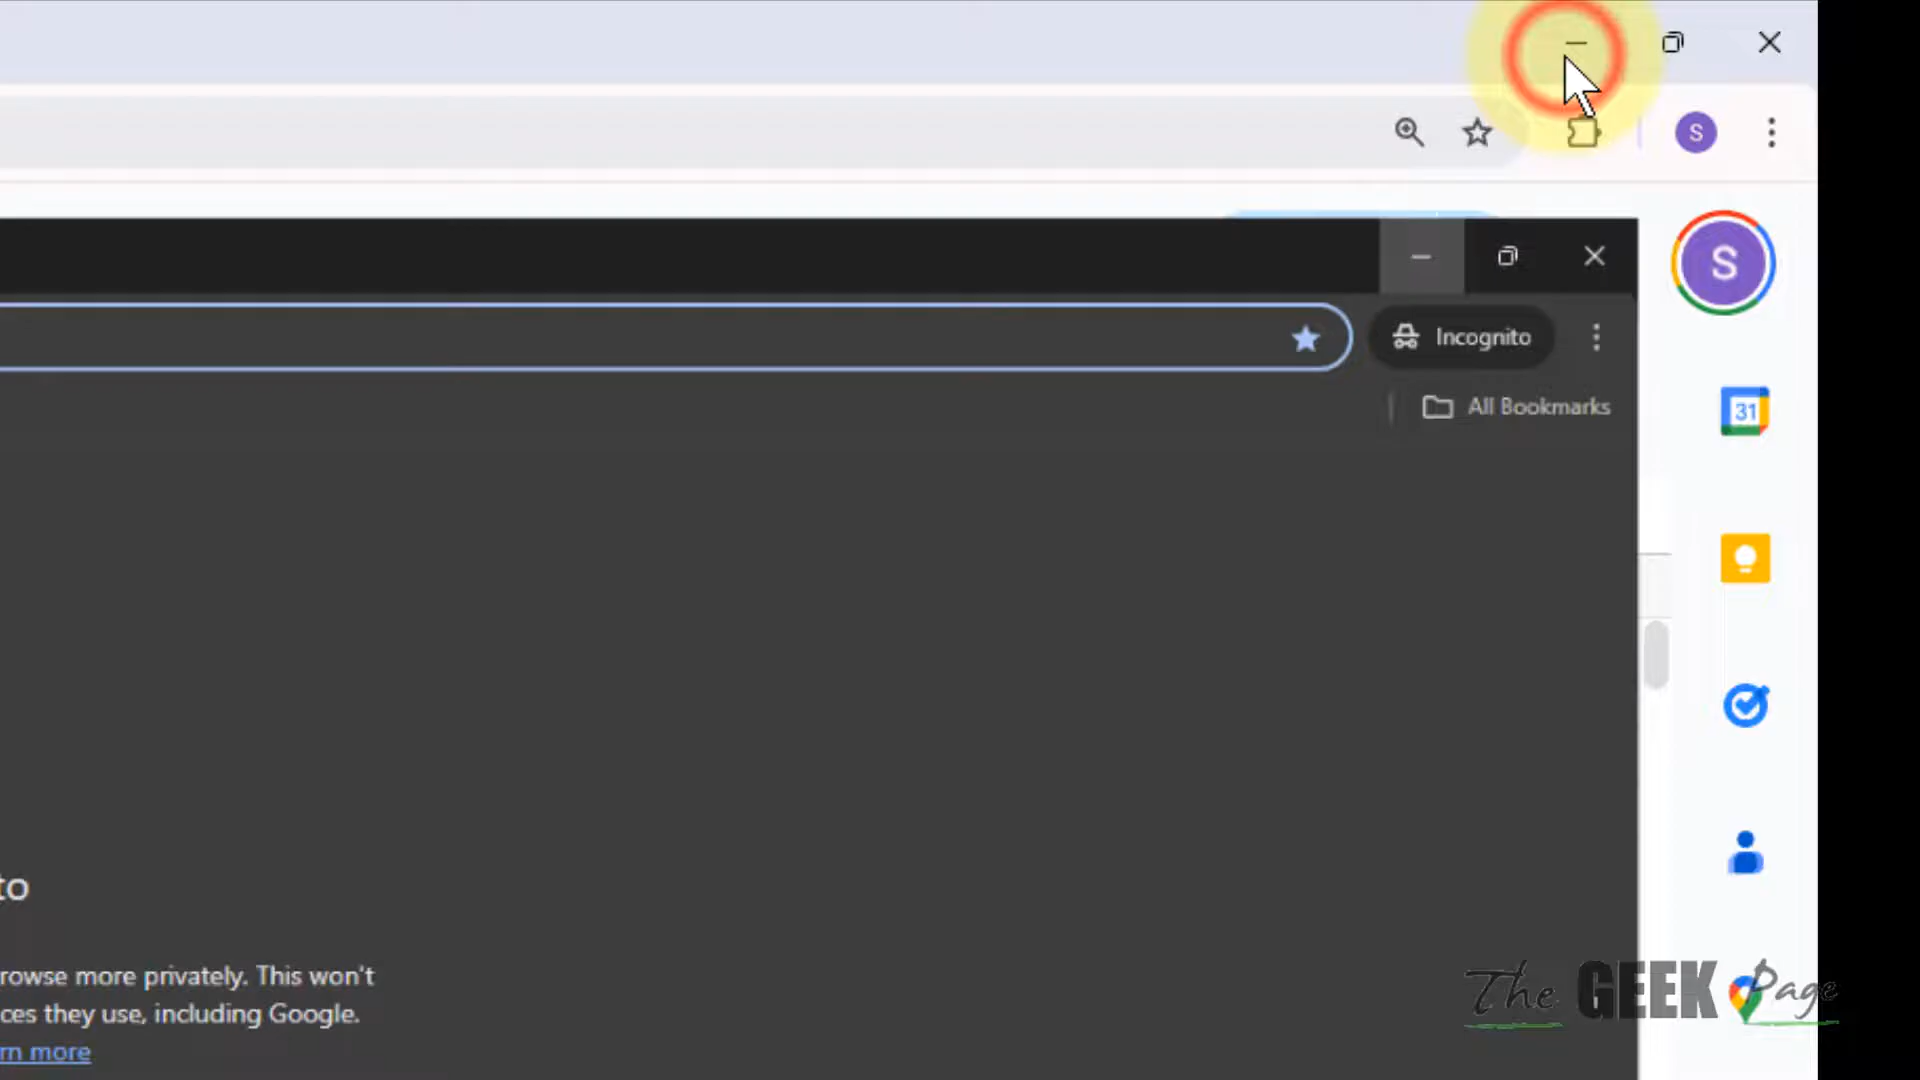 S
S
Incognito
All Bookmarks
31
to
rowse more privately. This won't
ces they use, including Google.
rn more
The GEEK Page